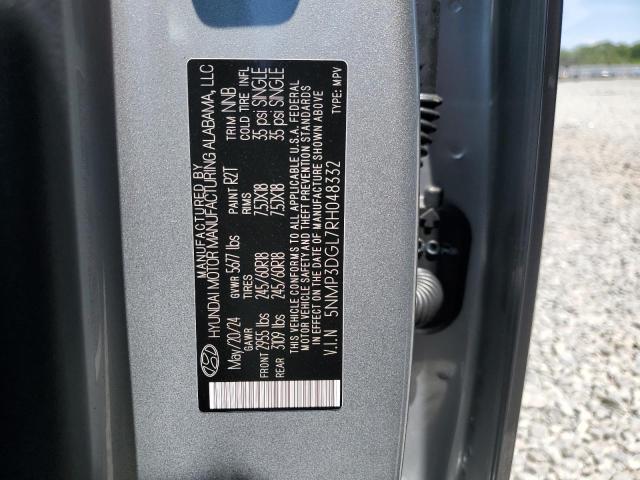 MANUFACTURED BY
HYUNDAI MOTOR MANUFACTURING ALABAMA, LLC
May/20/24 PAINT R2T TRIM NNB
GVWR 5677 lbs
GAWR TIRES RIMS COLD TIRE INFL
FRONT 2955 lbs 245/60R18 7.5JX18 35 psi SINGLE
REAR 3109 lbs 245/60R18 7.5JX18 35 psi SINGLE
THIS VEHICLE CONFORMS TO ALL APPLICABLE U.S.A. FEDERAL
MOTOR VEHICLE SAFETY AND THEFT PREVENTION STANDARDS
IN EFFECT ON THE DATE OF MANUFACTURE SHOWN ABOVE
V.I.N 5NMP3DGL7RH048332 TYPE: MPV